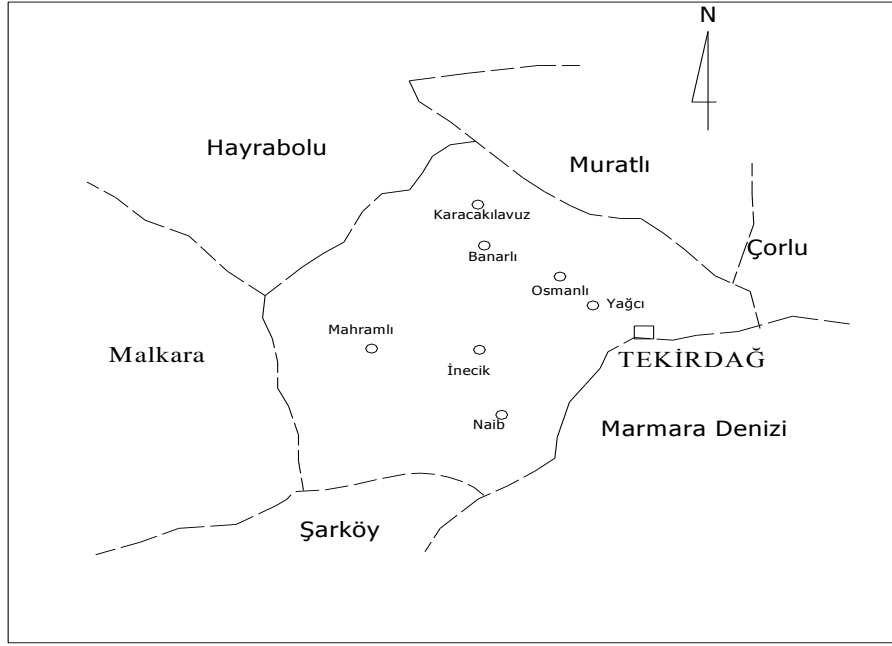 N
Hayrabolu
Muratlı
Karacakılavuz
Banarlı
Çorlu
Osmanlı
Yağcı
Mahramlı
Malkara
İnecik
TEKİRDAĞ
Naib
Marmara Denizi
Şarköy